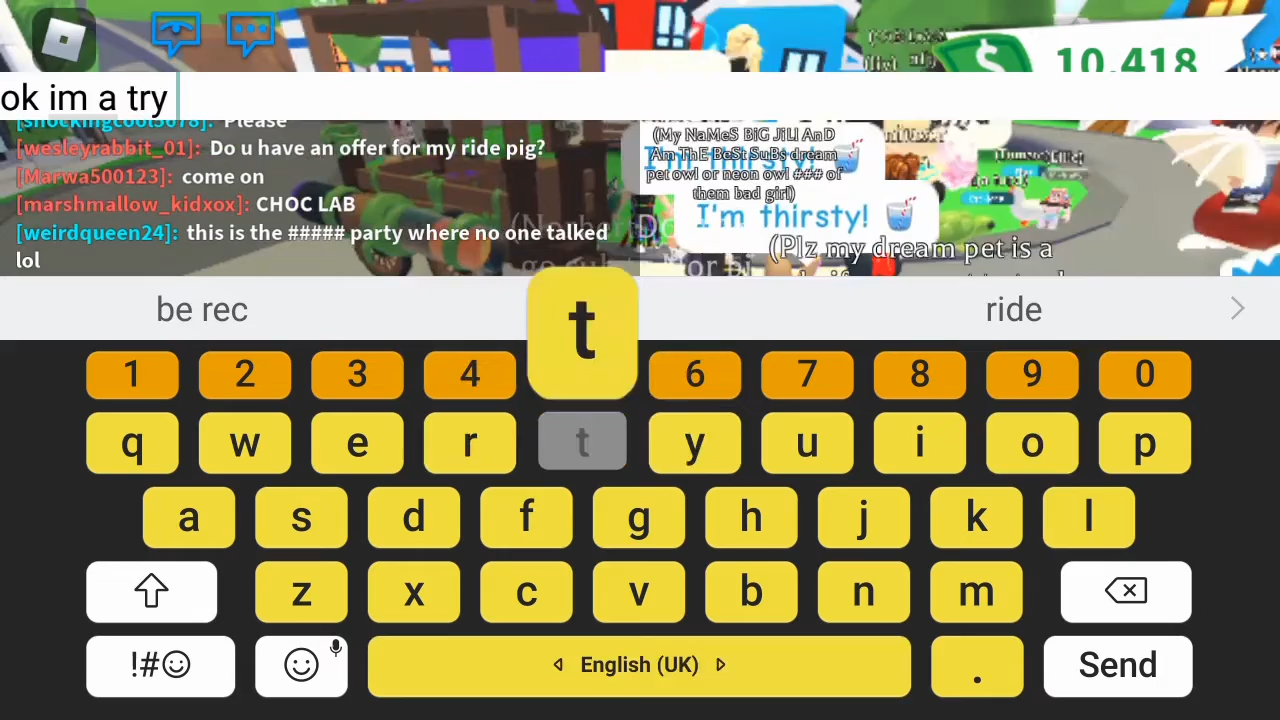 10,418
ok im a try
[shockingcool5678]: Please
[wesleyrabbit_01]: Do u have an offer for my ride pig?
[Marwa500123]: come on
[marshmallow_kidxox]: CHOC LAB
[weirdqueen24]: this is the ##### party where no one talked
lol
(My NaMeS BiG JiLl AnD
Am ThE BeSt SuBs dream
pet owl or neon owl ### of
them bad girl)
I'm thirsty!
I'm thirsty!
(Plz my dream pet is a
be rec
t
ride
1 2 3 4 6 7 8 9 0
q w e r t y u i o p
a s d f g h j k l
z x c v b n m
!#☺ English (UK) . Send